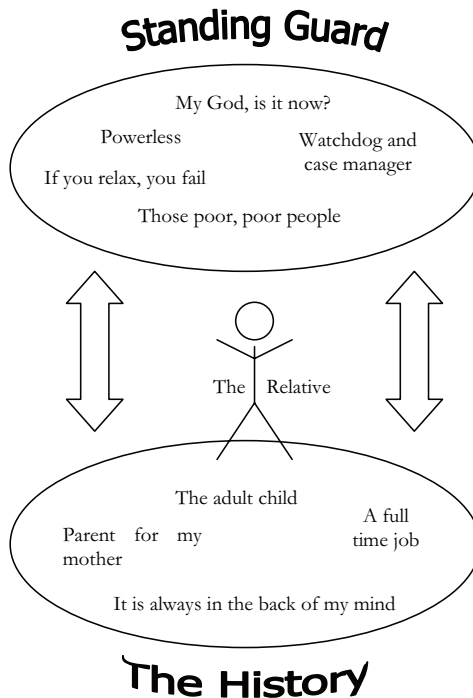 Standing Guard
My God, is it now?
Powerless
Watchdog and
case manager
If you relax, you fail
Those poor, poor people
The Relative
The adult child
Parent for my
mother
A full
time job
It is always in the back of my mind
The History